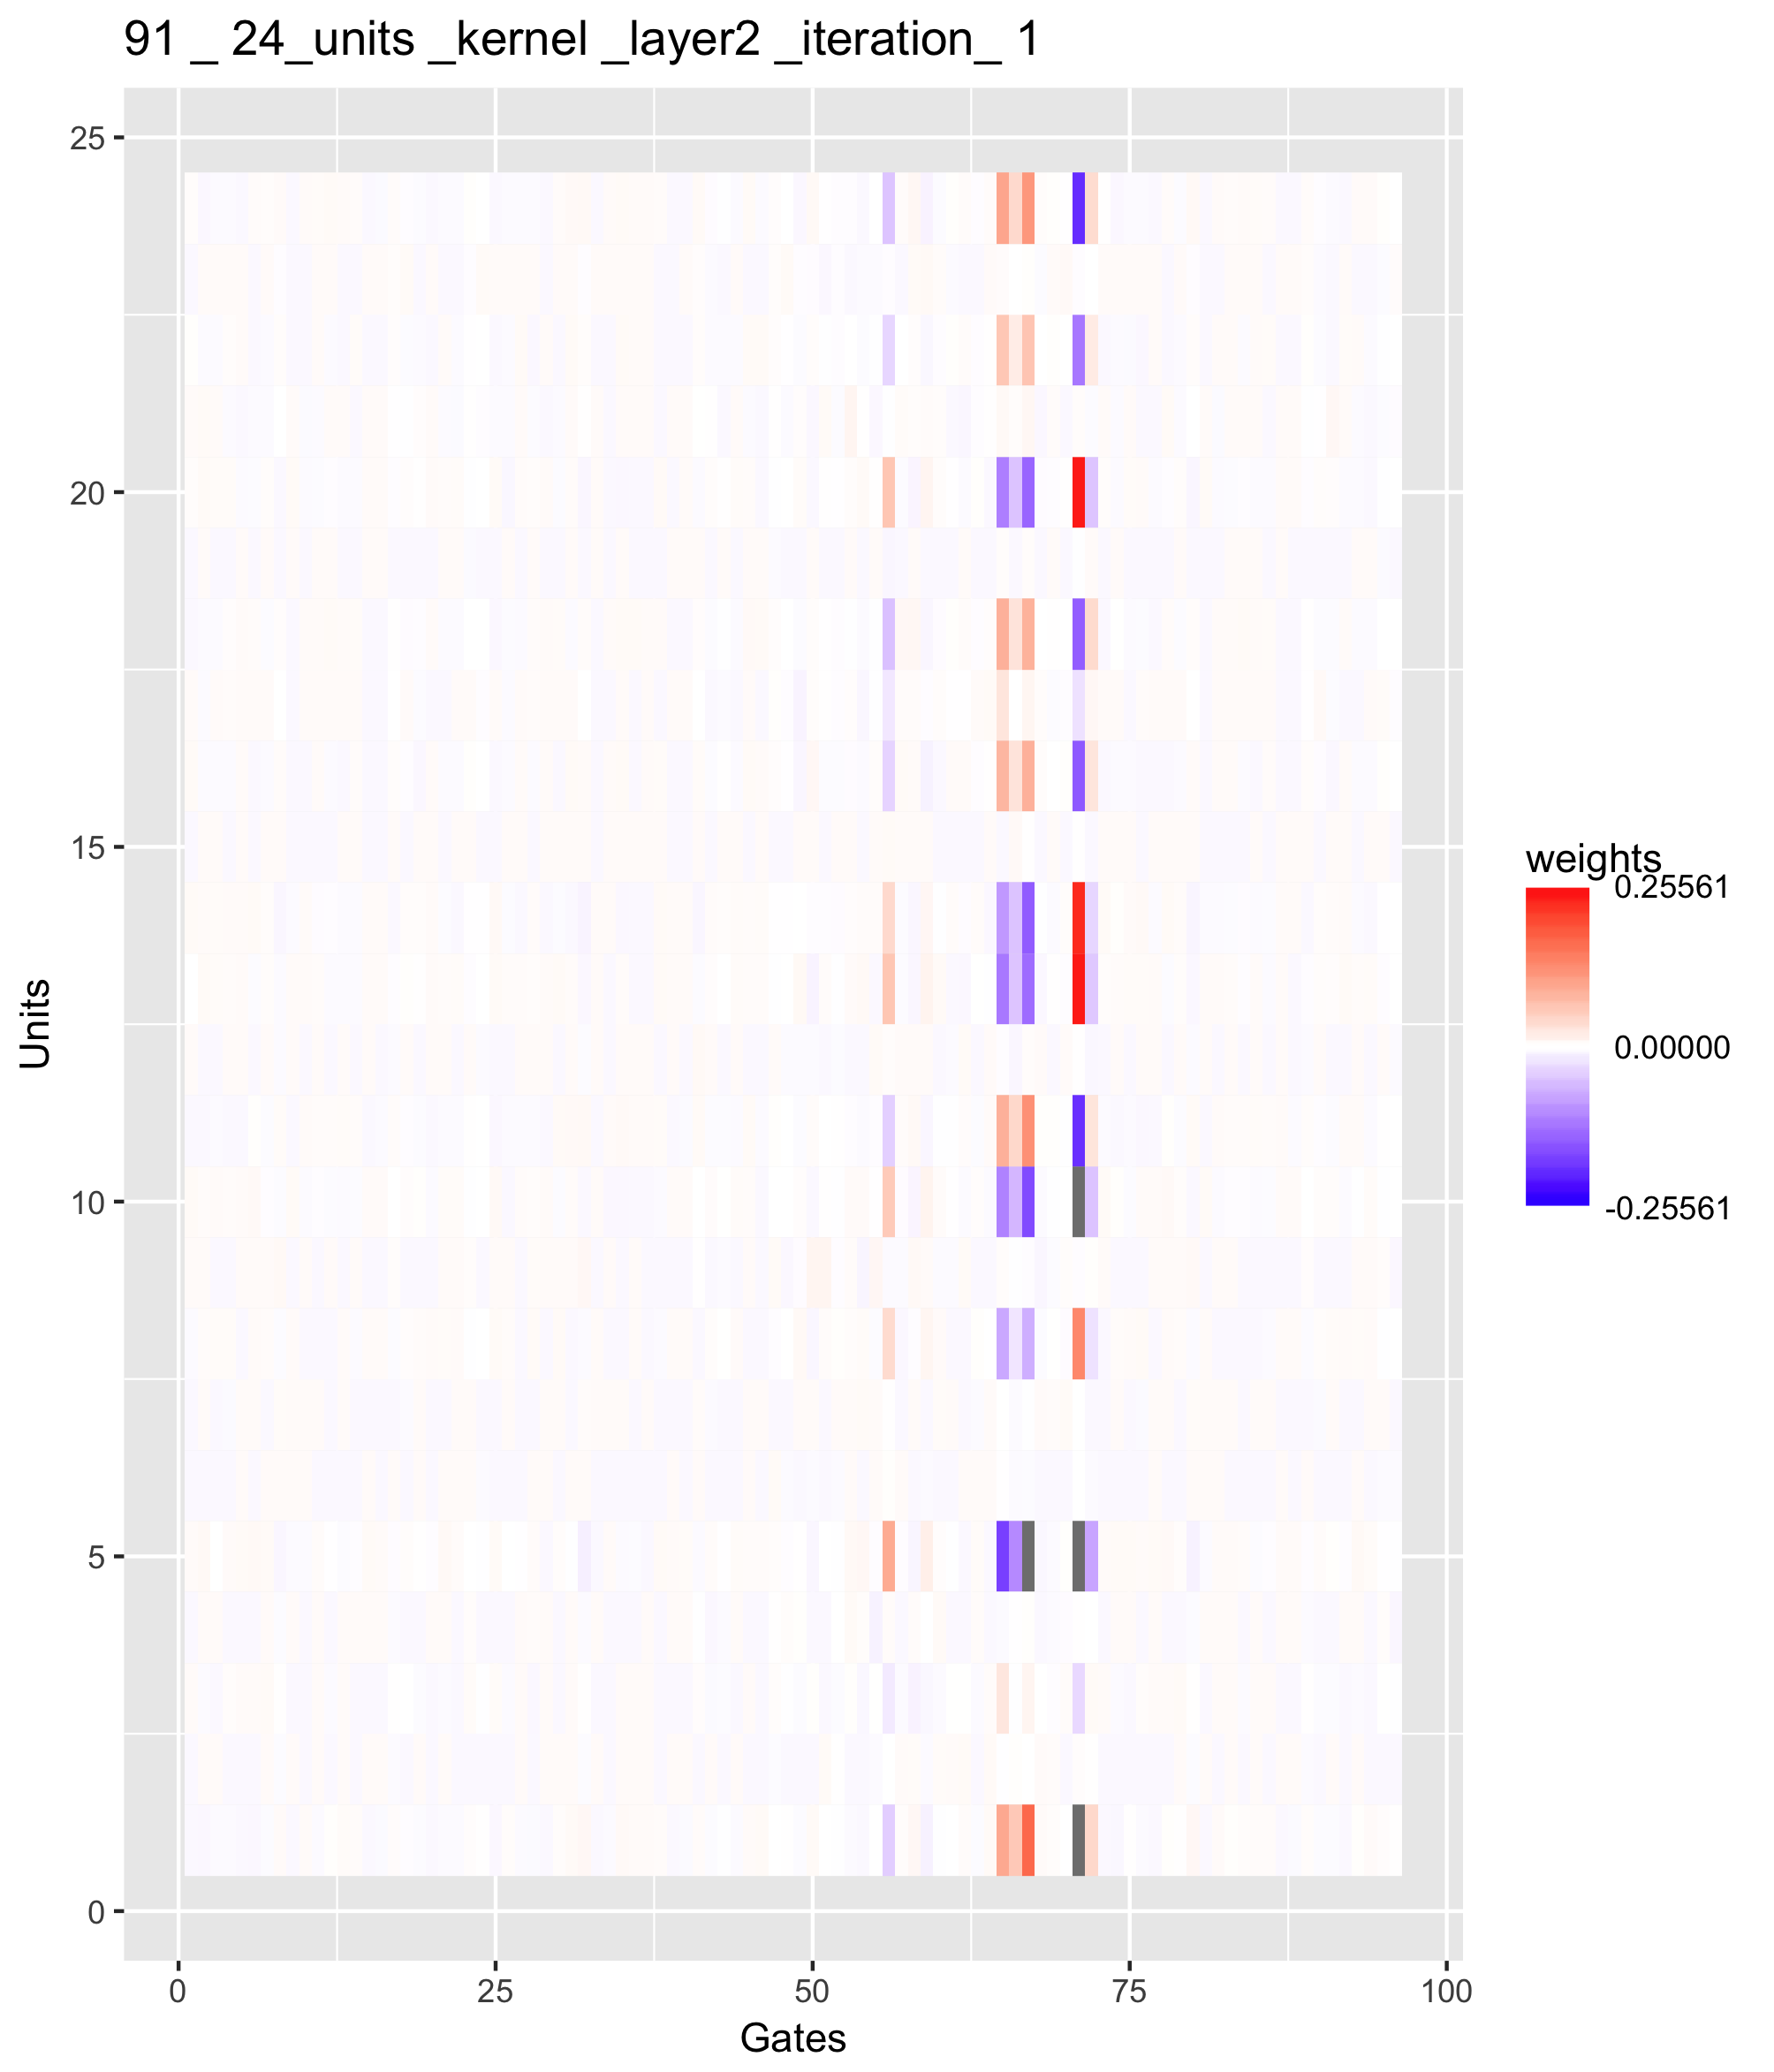 91 _ 24_units _kernel _layer2 _iteration_ 1
25
20
15
10
5
0
Units
0 25 50 75 100
Gates
weights
0.25561
0.00000
-0.25561